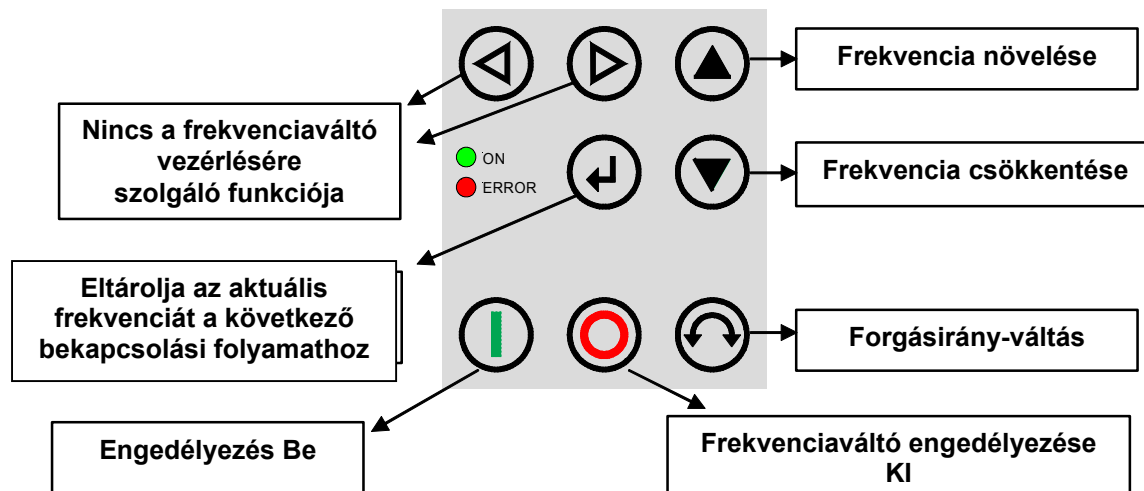 Frekvencia növelése
Nincs a frekvenciaváltó
vezérlésére
szolgáló funkciója
ON
ERROR
Frekvencia csökkentése
Eltárolja az aktuális
frekvenciát a következő
bekapcsolási folyamathoz
Forgásirány-váltás
Engedélyezés Be
Frekvenciaváltó engedélyezése
KI